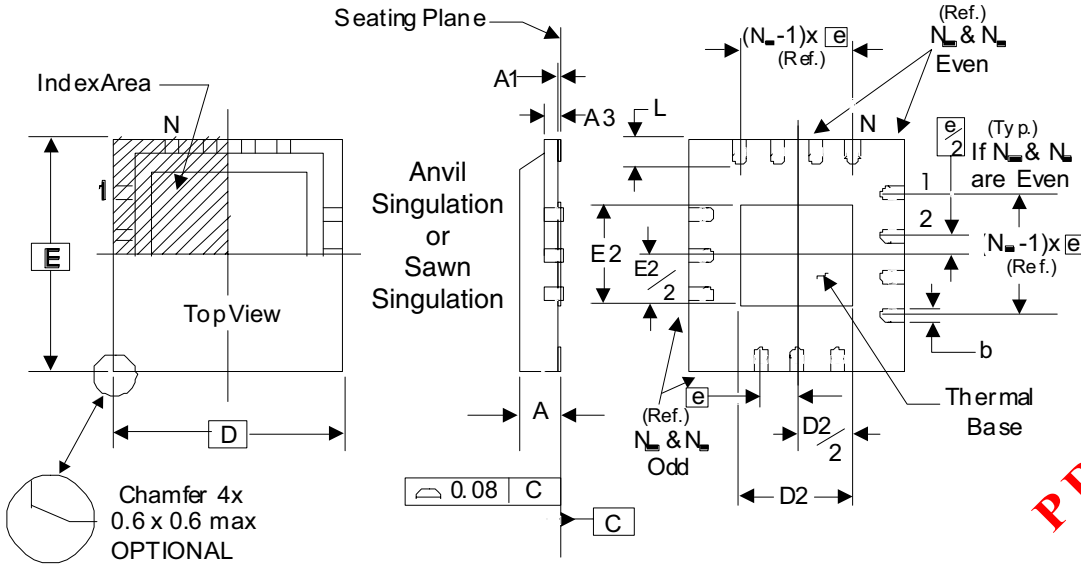 Seating Plane
Index Area
N
1
E
Top View
D
Chamfer 4x
0.6 x 0.6 max
OPTIONAL
A1
A3
L
Anvil
Singulation
or
Sawn
Singulation
A
0.08 C
C
(N -1)x e
(Ref.)
(Ref.)
N & N
Even
N
e/2
(Typ.)
If N & N
are Even
1
2
(N -1)x e
(Ref.)
E2
E2/2
b
e
(Ref.)
N & N
Odd
D2/2
D2
Thermal
Base
P